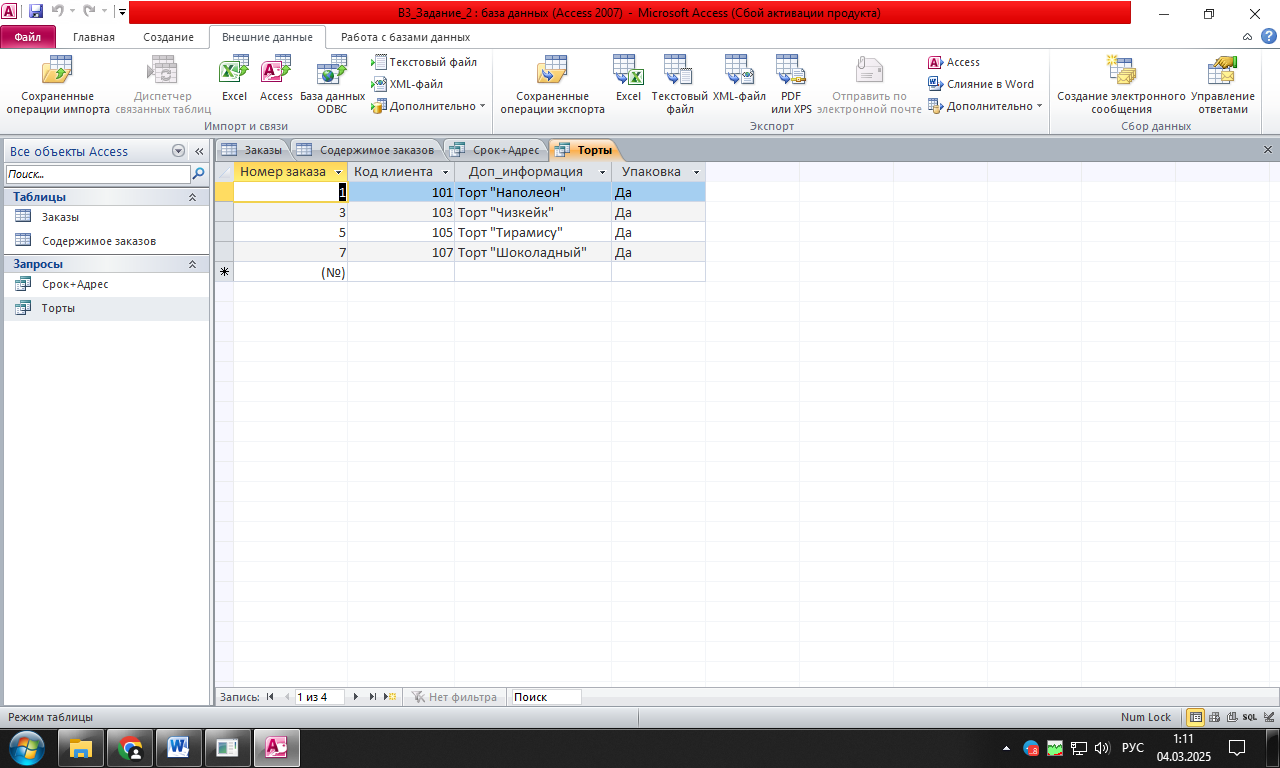 В3_Задание_2 : база данных (Access 2007) - Microsoft Access (Сбой активации продукта)
Файл Главная Создание Внешние данные Работа с базами данных
Сохраненные операции импорта
Диспетчер связанных таблиц
Excel
Access
База данных ODBC
Текстовый файл
XML-файл
Дополнительно
Импорт и связи
Сохраненные операции экспорта
Excel
Текстовый файл
XML-файл
PDF или XPS
Отправить по электронной почте
Access
Слияние в Word
Дополнительно
Экспорт
Создание электронного сообщения
Управление ответами
Сбор данных
Все объекты Access
Поиск...
Таблицы
Заказы
Содержимое заказов
Запросы
Срок+Адрес
Торты
Заказы Содержимое заказов Срок+Адрес Торты
Номер заказа Код клиента Доп_информация Упаковка
1 101 Торт "Наполеон" Да
3 103 Торт "Чизкейк" Да
5 105 Торт "Тирамису" Да
7 107 Торт "Шоколадный" Да
(№)
Запись: 1 из 4 Нет фильтра Поиск
Режим таблицы Num Lock SQL
РУС
1:11
04.03.2025